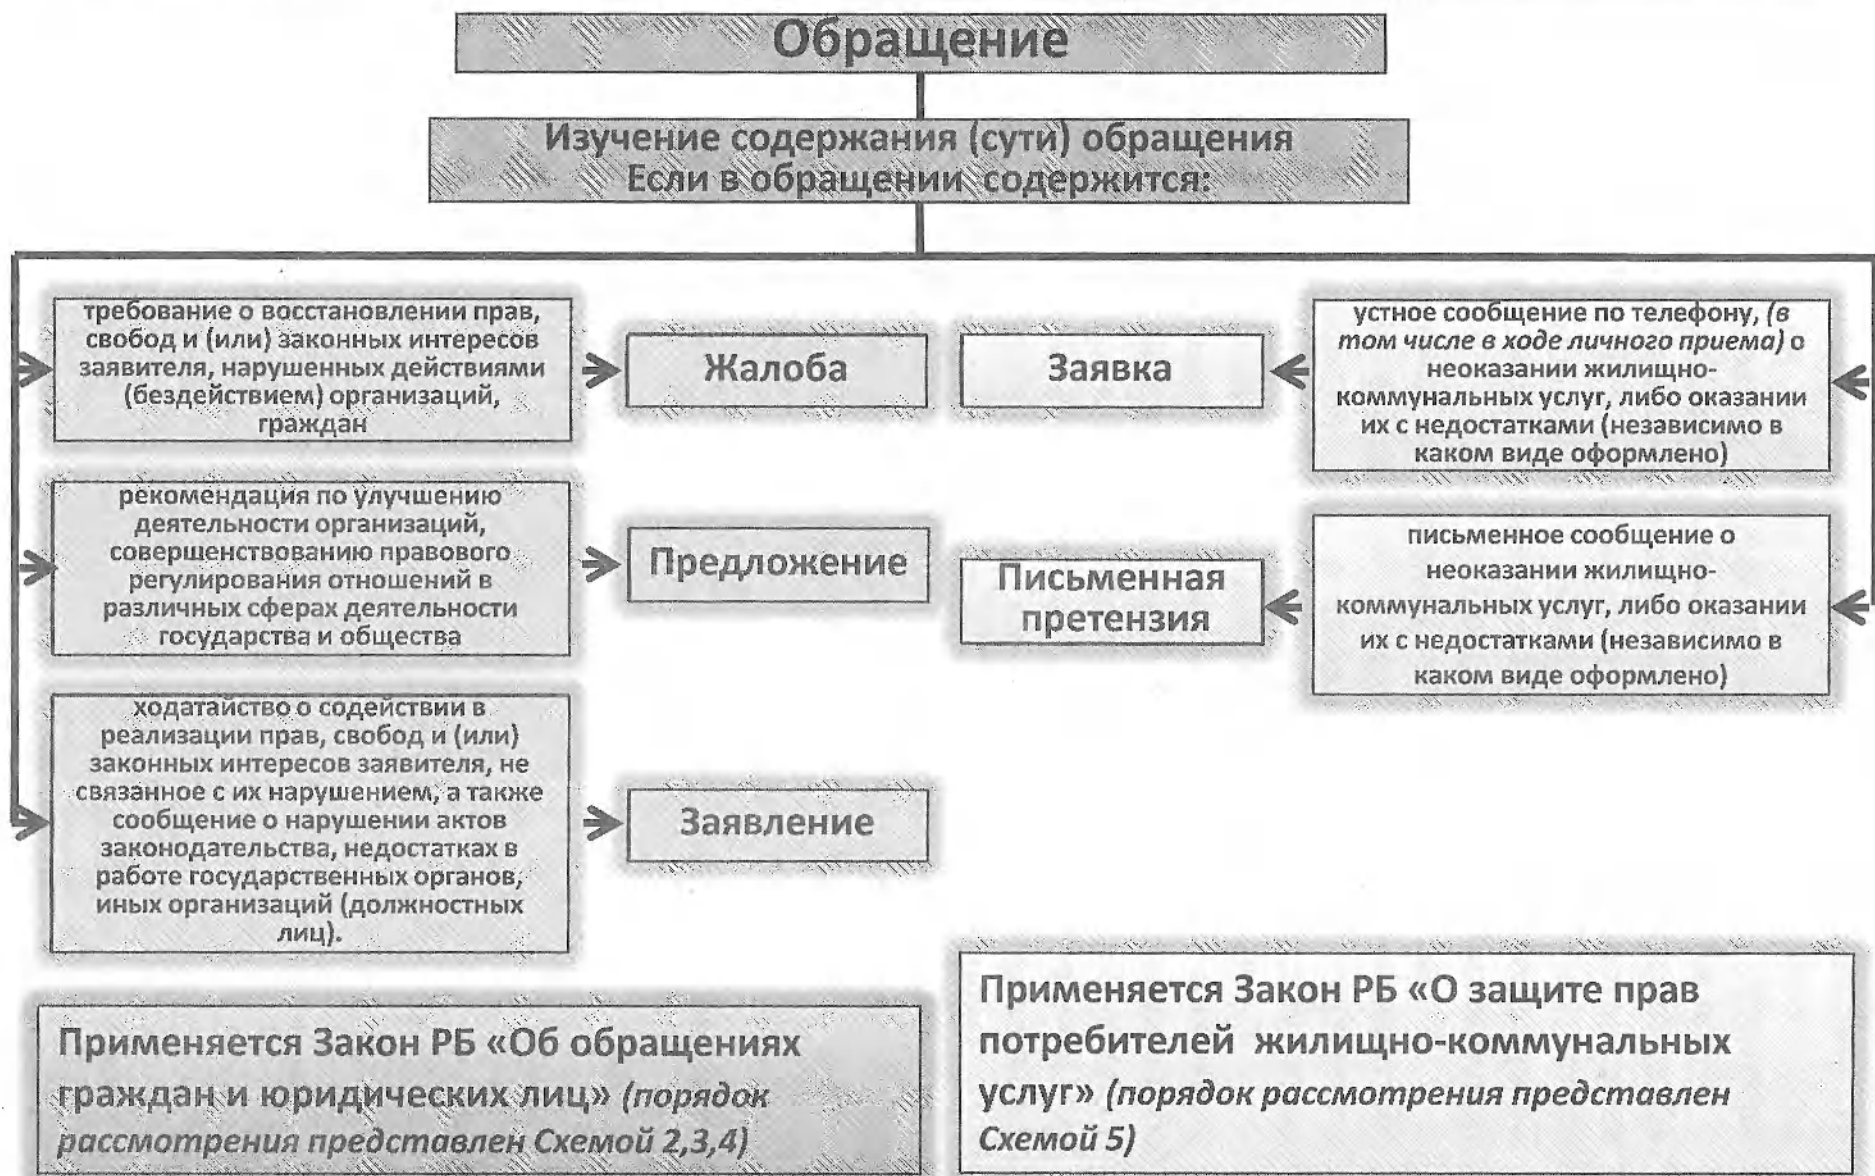 Обращение
Изучение содержания (сути) обращения
Если в обращении содержится:
требование о восстановлении прав,
свобод и (или) законных интересов
заявителя, нарушенных действиями
(бездействием) организаций,
граждан
Жалоба
рекомендация по улучшению
деятельности организаций,
совершенствованию правового
регулирования отношений в
различных сферах деятельности
государства и общества
Предложение
ходатайство о содействии в
реализации прав, свобод и (или)
законных интересов заявителя, не
связанное с их нарушением, а также
сообщение о нарушении актов
законодательства, недостатках в
работе государственных органов,
иных организаций (должностных
лиц).
Заявление
Применяется Закон РБ «Об обращениях
граждан и юридических лиц» (порядок
рассмотрения представлен Схемой 2,3,4)
Заявка
устное сообщение по телефону, (в
том числе в ходе личного приема) о
неоказании жилищно-
коммунальных услуг, либо оказании
их с недостатками (независимо в
каком виде оформлено)
Письменная
претензия
письменное сообщение о
неоказании жилищно-
коммунальных услуг, либо оказании
их с недостатками (независимо в
каком виде оформлено)
Применяется Закон РБ «О защите прав
потребителей жилищно-коммунальных
услуг» (порядок рассмотрения представлен
Схемой 5)